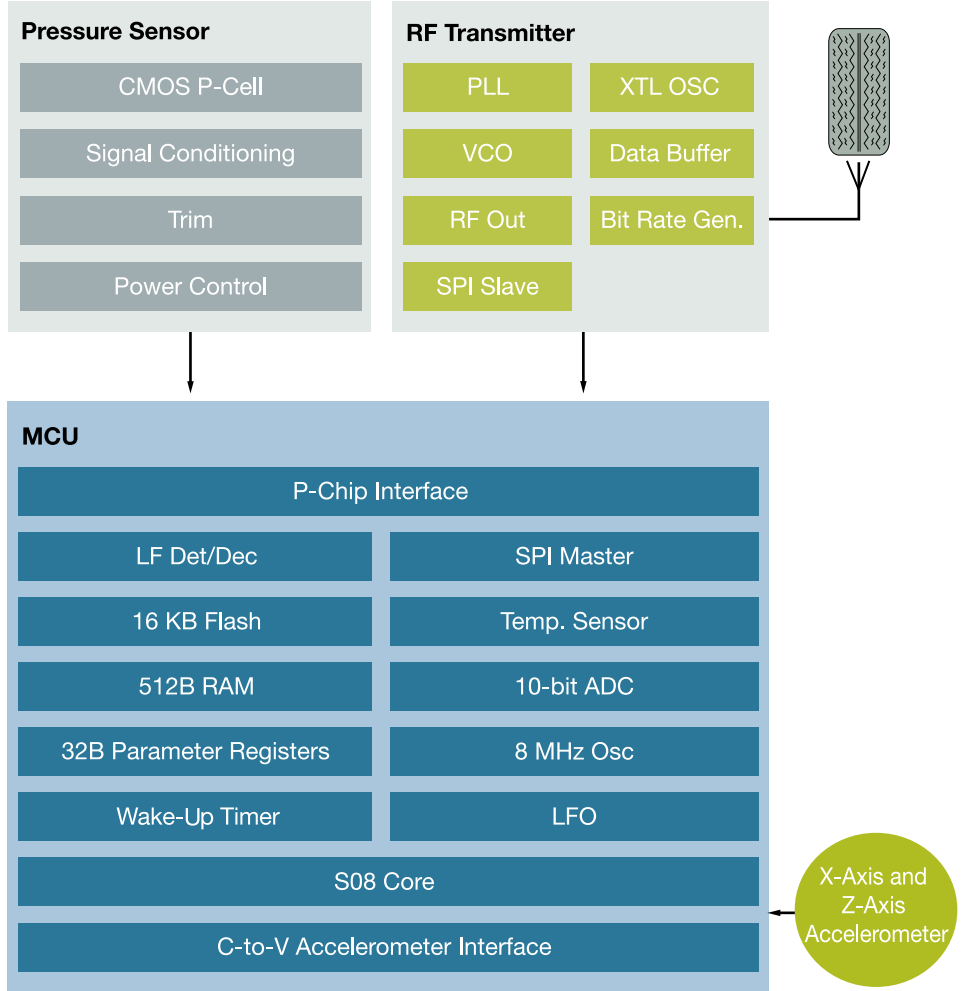 Pressure Sensor
CMOS P-Cell
Signal Conditioning
Trim
Power Control
RF Transmitter
PLL
XTL OSC
VCO
Data Buffer
RF Out
Bit Rate Gen.
SPI Slave
MCU
P-Chip Interface
LF Det/Dec
SPI Master
16 KB Flash
Temp. Sensor
512B RAM
10-bit ADC
32B Parameter Registers
8 MHz Osc
Wake-Up Timer
LFO
S08 Core
C-to-V Accelerometer Interface
X-Axis and
Z-Axis
Accelerometer